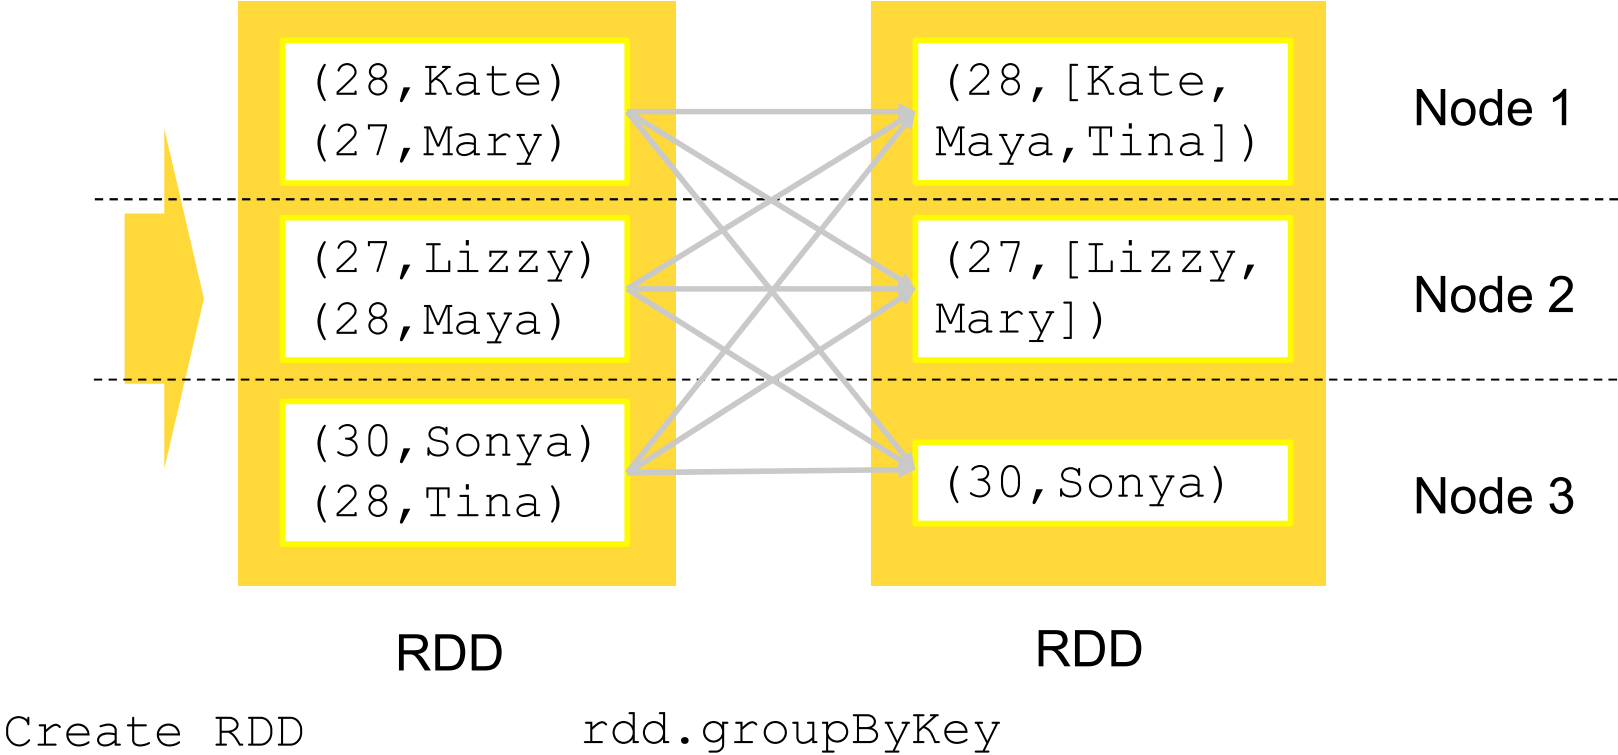 (28,Kate)
(27,Mary)
(28,[Kate,
Maya,Tina])
Node 1
(27,Lizzy)
(28,Maya)
(27,[Lizzy,
Mary])
Node 2
(30,Sonya)
(28,Tina)
(30,Sonya)
Node 3
RDD
RDD
Create RDD
rdd.groupByKey